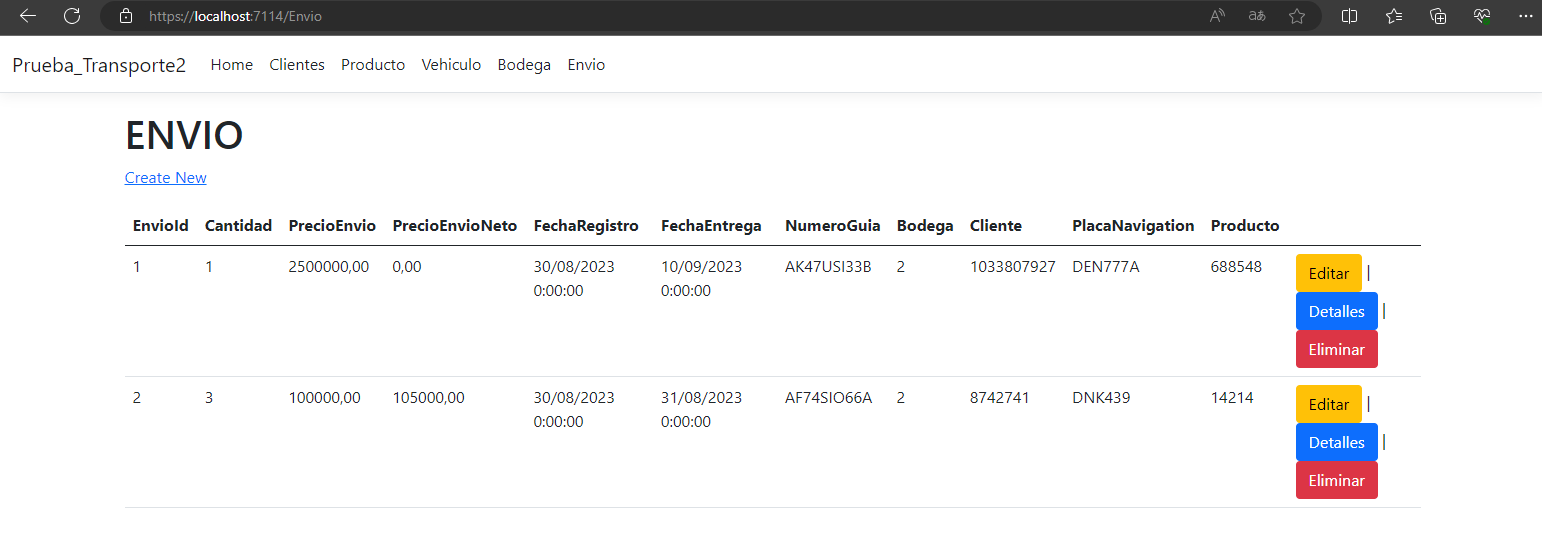 https://localhost:7114/Envio
Prueba_Transporte2 Home Clientes Producto Vehiculo Bodega Envio
ENVIO
Create New
EnvioId Cantidad PrecioEnvio PrecioEnvioNeto FechaRegistro FechaEntrega NumeroGuia Bodega Cliente PlacaNavigation Producto
1 1 2500000,00 0,00 30/08/2023 10/09/2023 AK47USI33B 2 1033807927 DEN777A 688548 Editar |
0:00:00 0:00:00
Detalles |
Eliminar
2 3 100000,00 105000,00 30/08/2023 31/08/2023 AF74SIO66A 2 8742741 DNK439 14214 Editar |
0:00:00 0:00:00
Detalles |
Eliminar